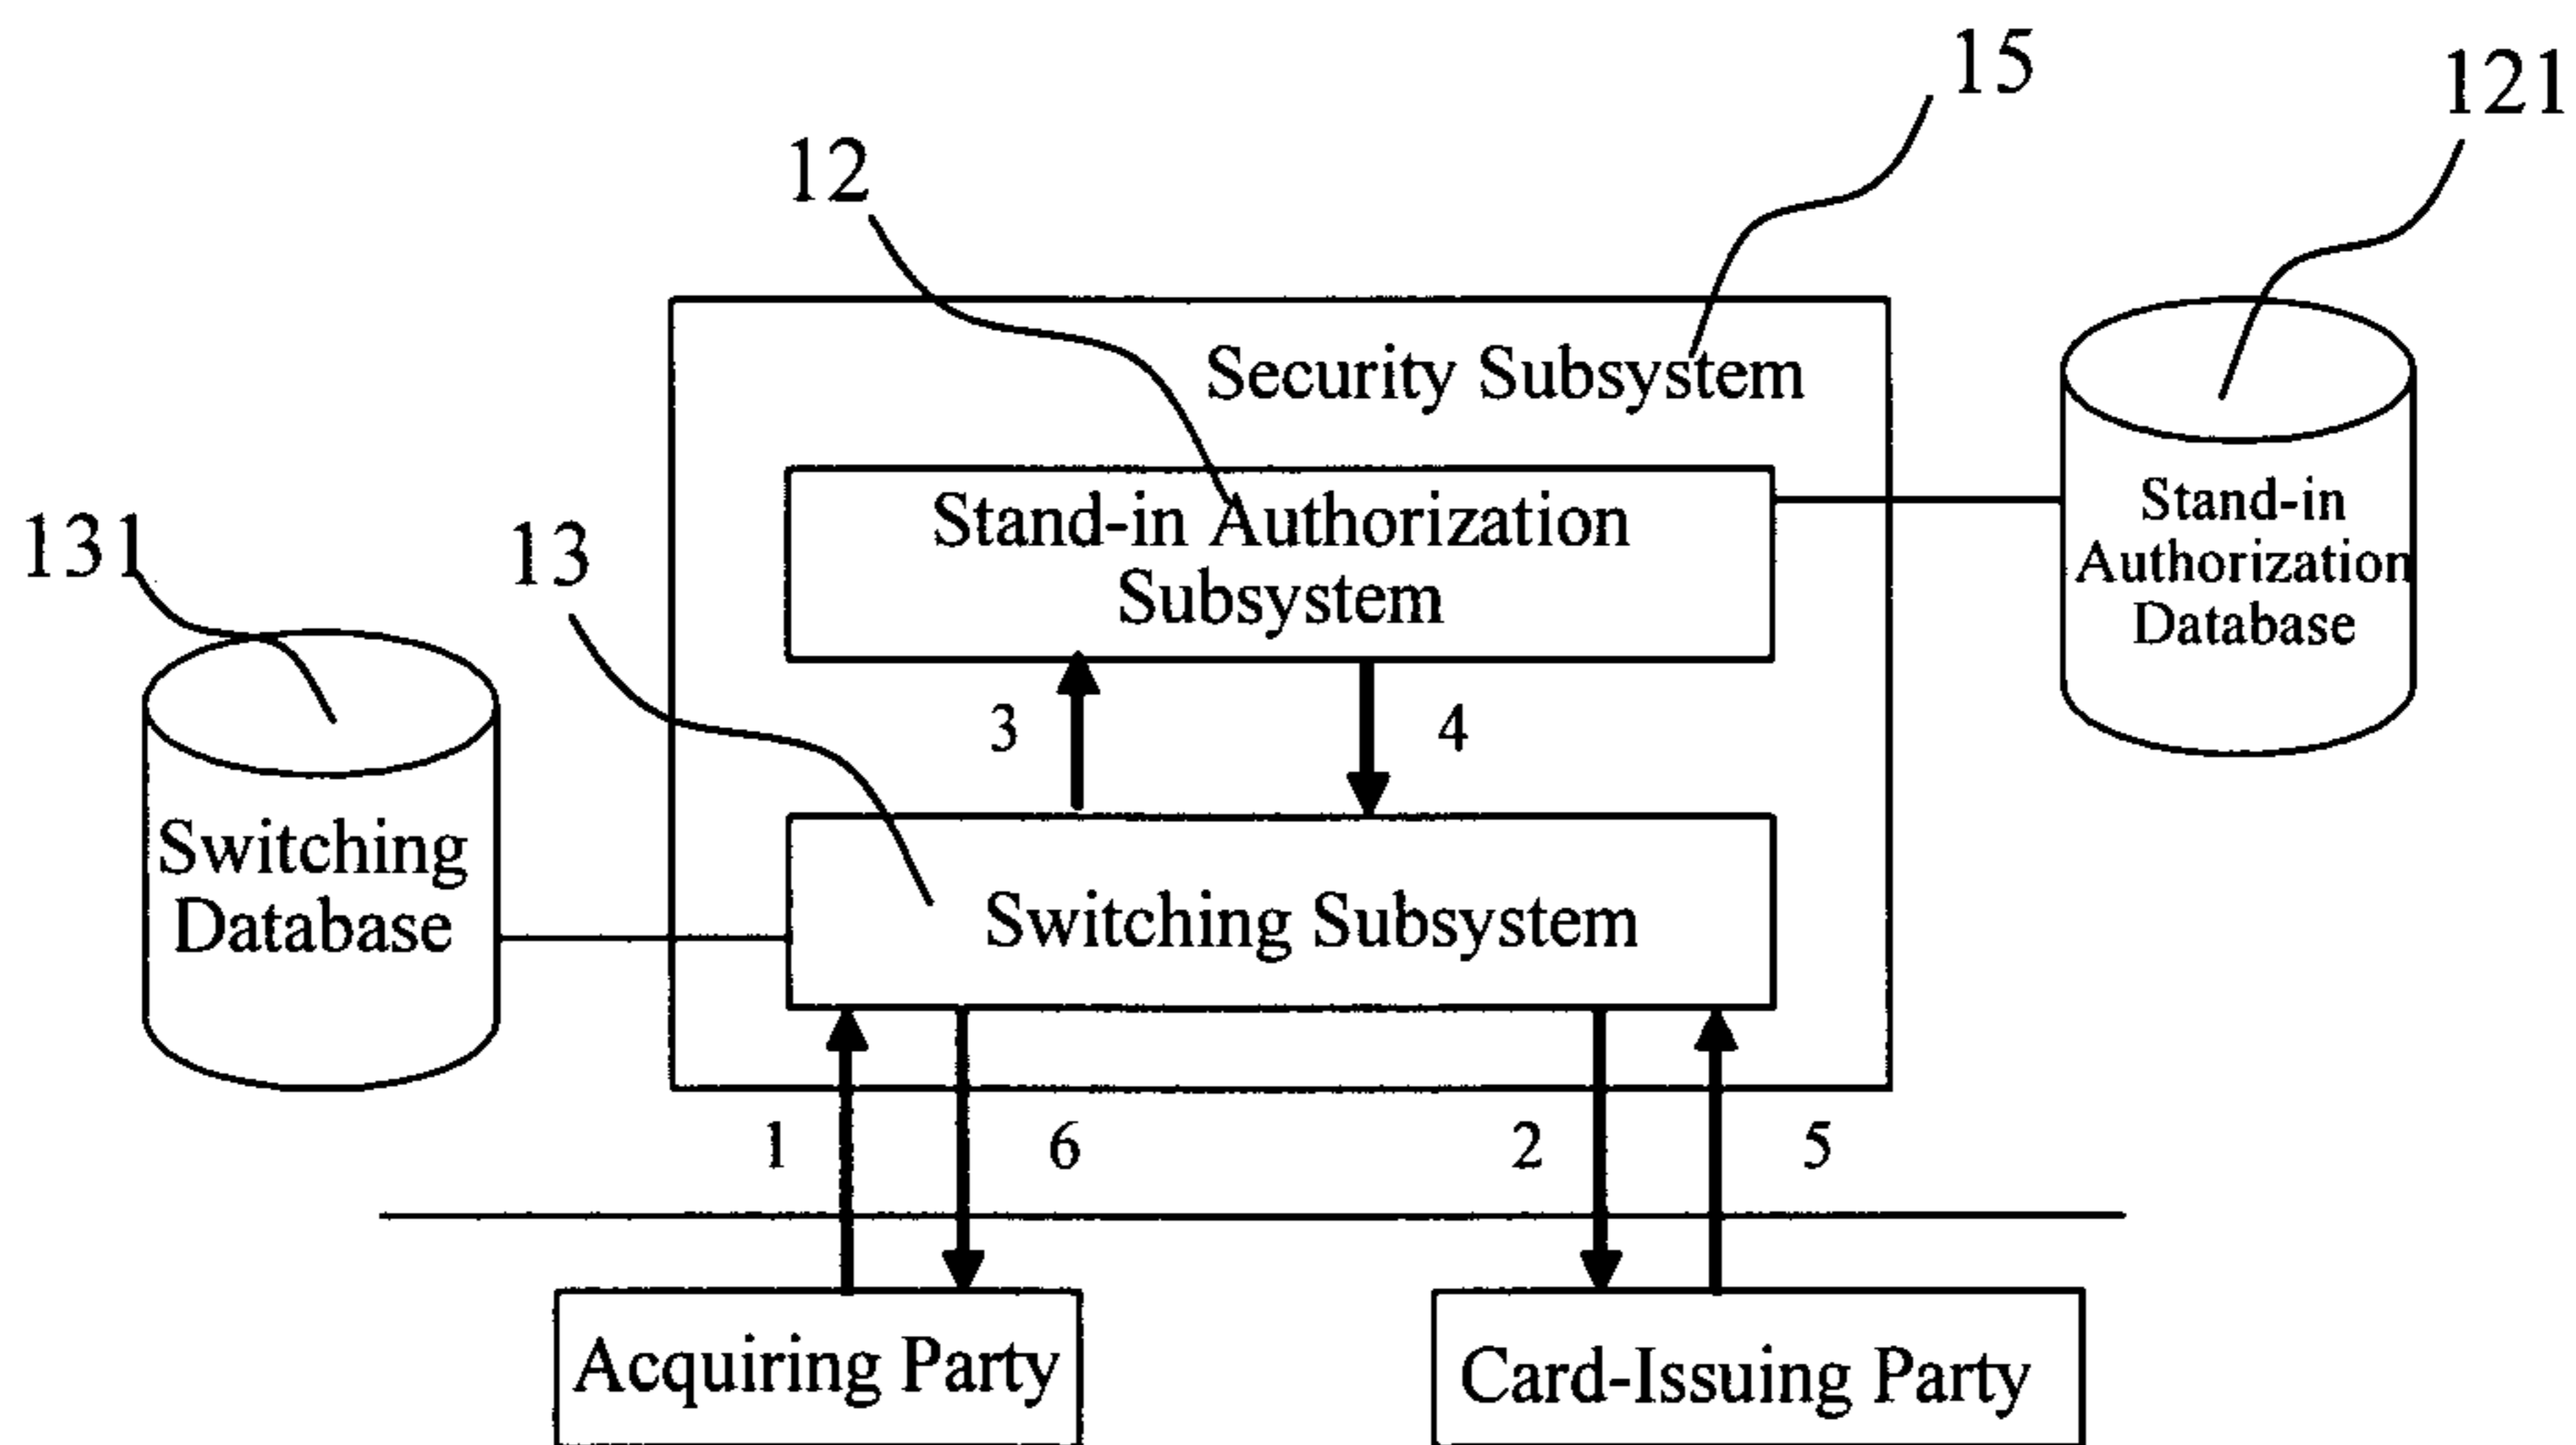 15
121
12
Security Subsystem
Stand-in Authorization
Subsystem
Stand-in
Authorization
Database
131
13
3
4
Switching
Database
Switching Subsystem
1
6
2
5
Acquiring Party
Card-Issuing Party